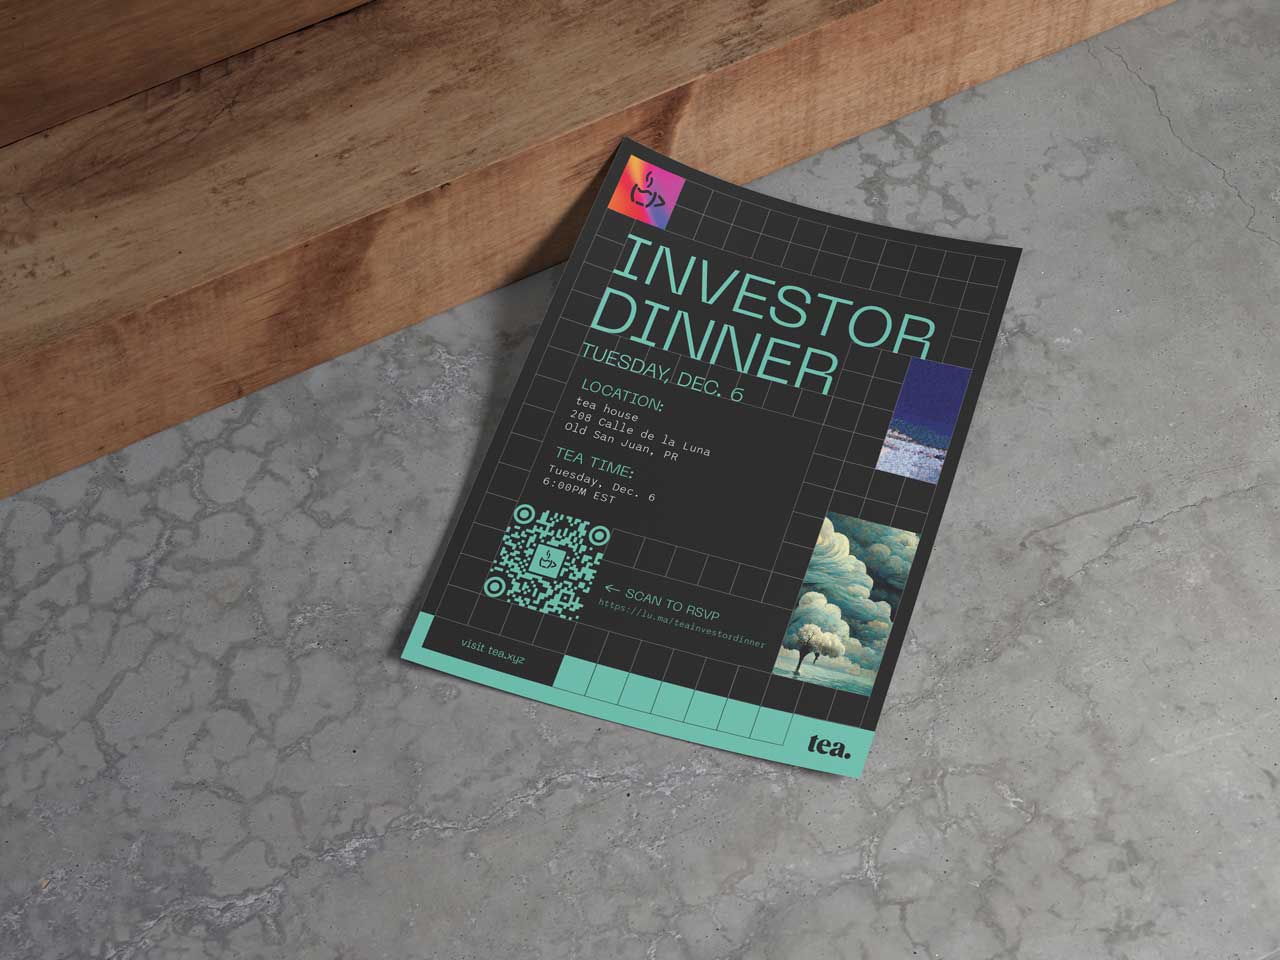 INVESTOR
DINNER
TUESDAY, DEC. 6
LOCATION:
tea house
208 Calle de la Luna
Old San Juan, PR
TEA TIME:
Tuesday, Dec. 6
6:00PM EST
← SCAN TO RSVP
https://lu.ma/teainvestordinner
visit tea.xyz
tea.